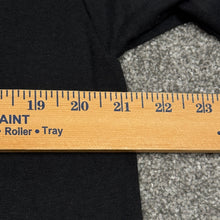 19 20 21 22 23
AINT
• Roller • Tray